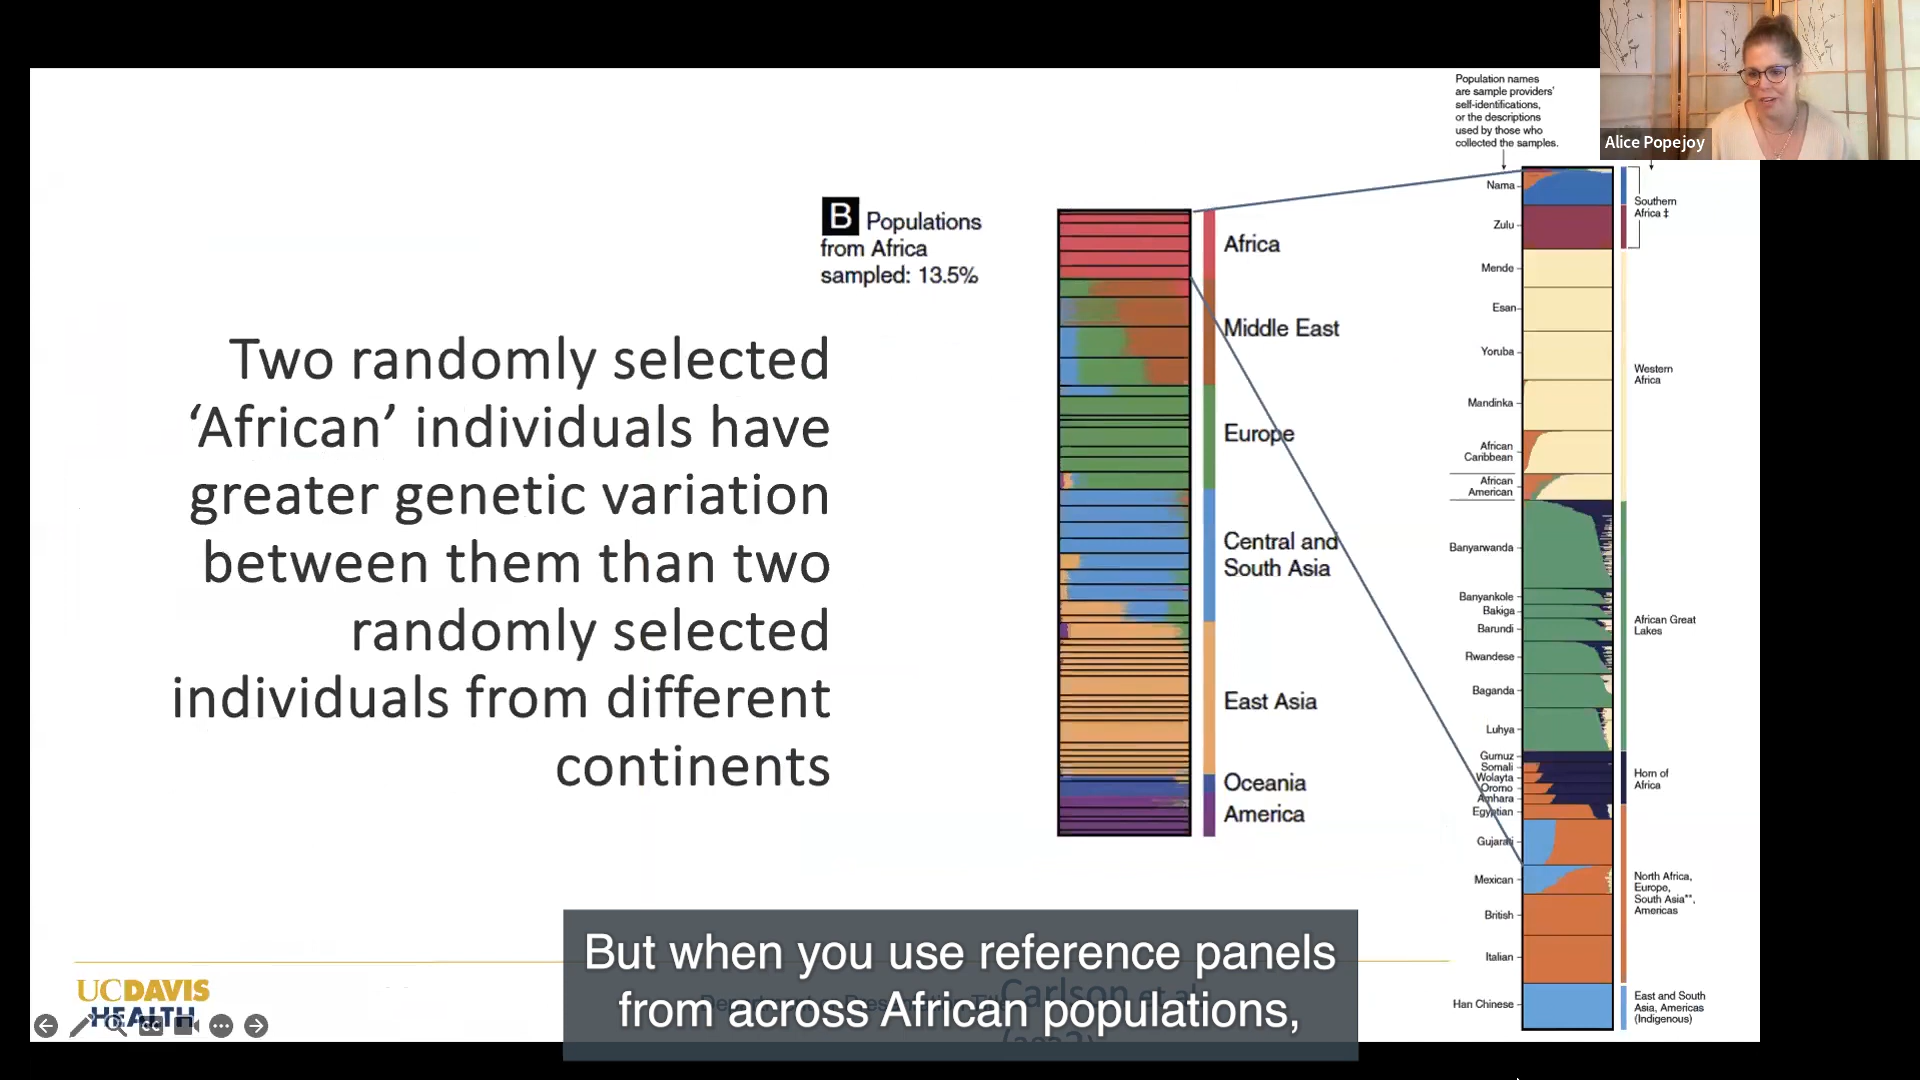 Alice Popejoy
Population names
are sample providers'
self-identifications,
or the descriptions
used by those who
collected the samples.
B Populations
from Africa
sampled: 13.5%
Two randomly selected
‘African’ individuals have
greater genetic variation
between them than two
randomly selected
individuals from different
continents
Africa
Middle East
Europe
Central and
South Asia
East Asia
Oceania
America
Nama
Zulu
Mende
Esan
Yoruba
Mandinka
African
Caribbean
African
American
Banyarwanda
Banyankole
Bakiga
Barundi
Rwandese
Baganda
Luhya
Gumuz
Somali
Wolayta
Oromo
Amhara
Egyptian
Gujarati
Mexican
British
Italian
Han Chinese
Southern
Africa ‡
Western
Africa
African Great
Lakes
Horn of
Africa
North Africa,
Europe,
South Asia**,
Americas
East and South
Asia, Americas
(Indigenous)
But when you use reference panels
from across African populations,
Carlson et al
UCDAVIS
HEALTH